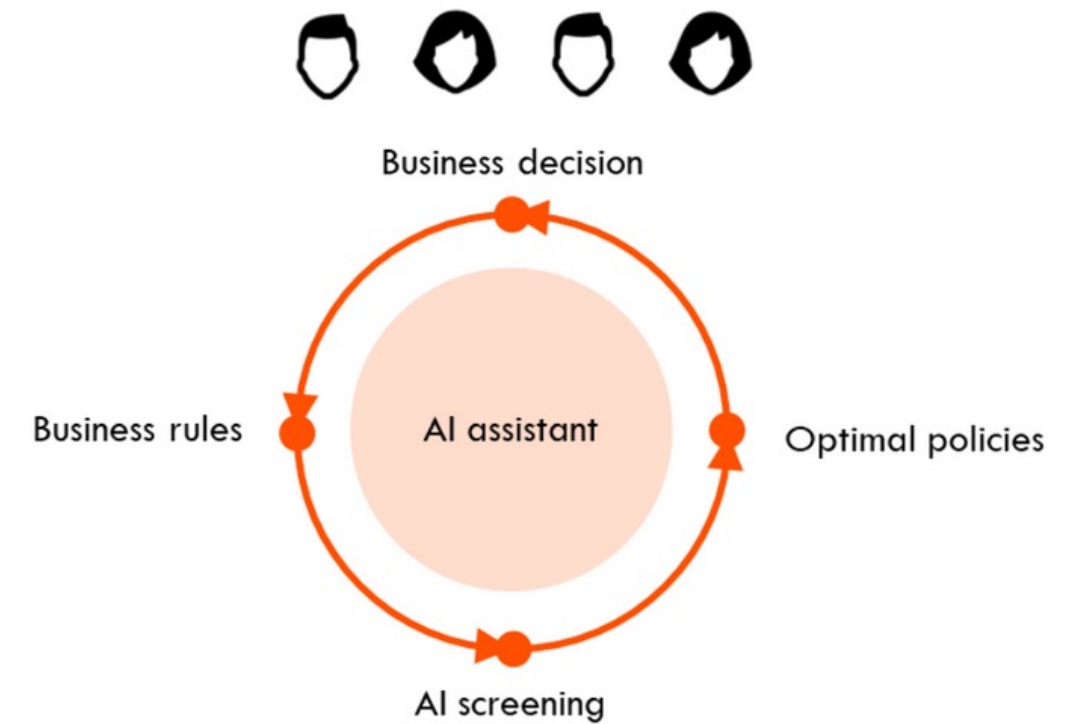 Business decision
Business rules
AI assistant
Optimal policies
AI screening